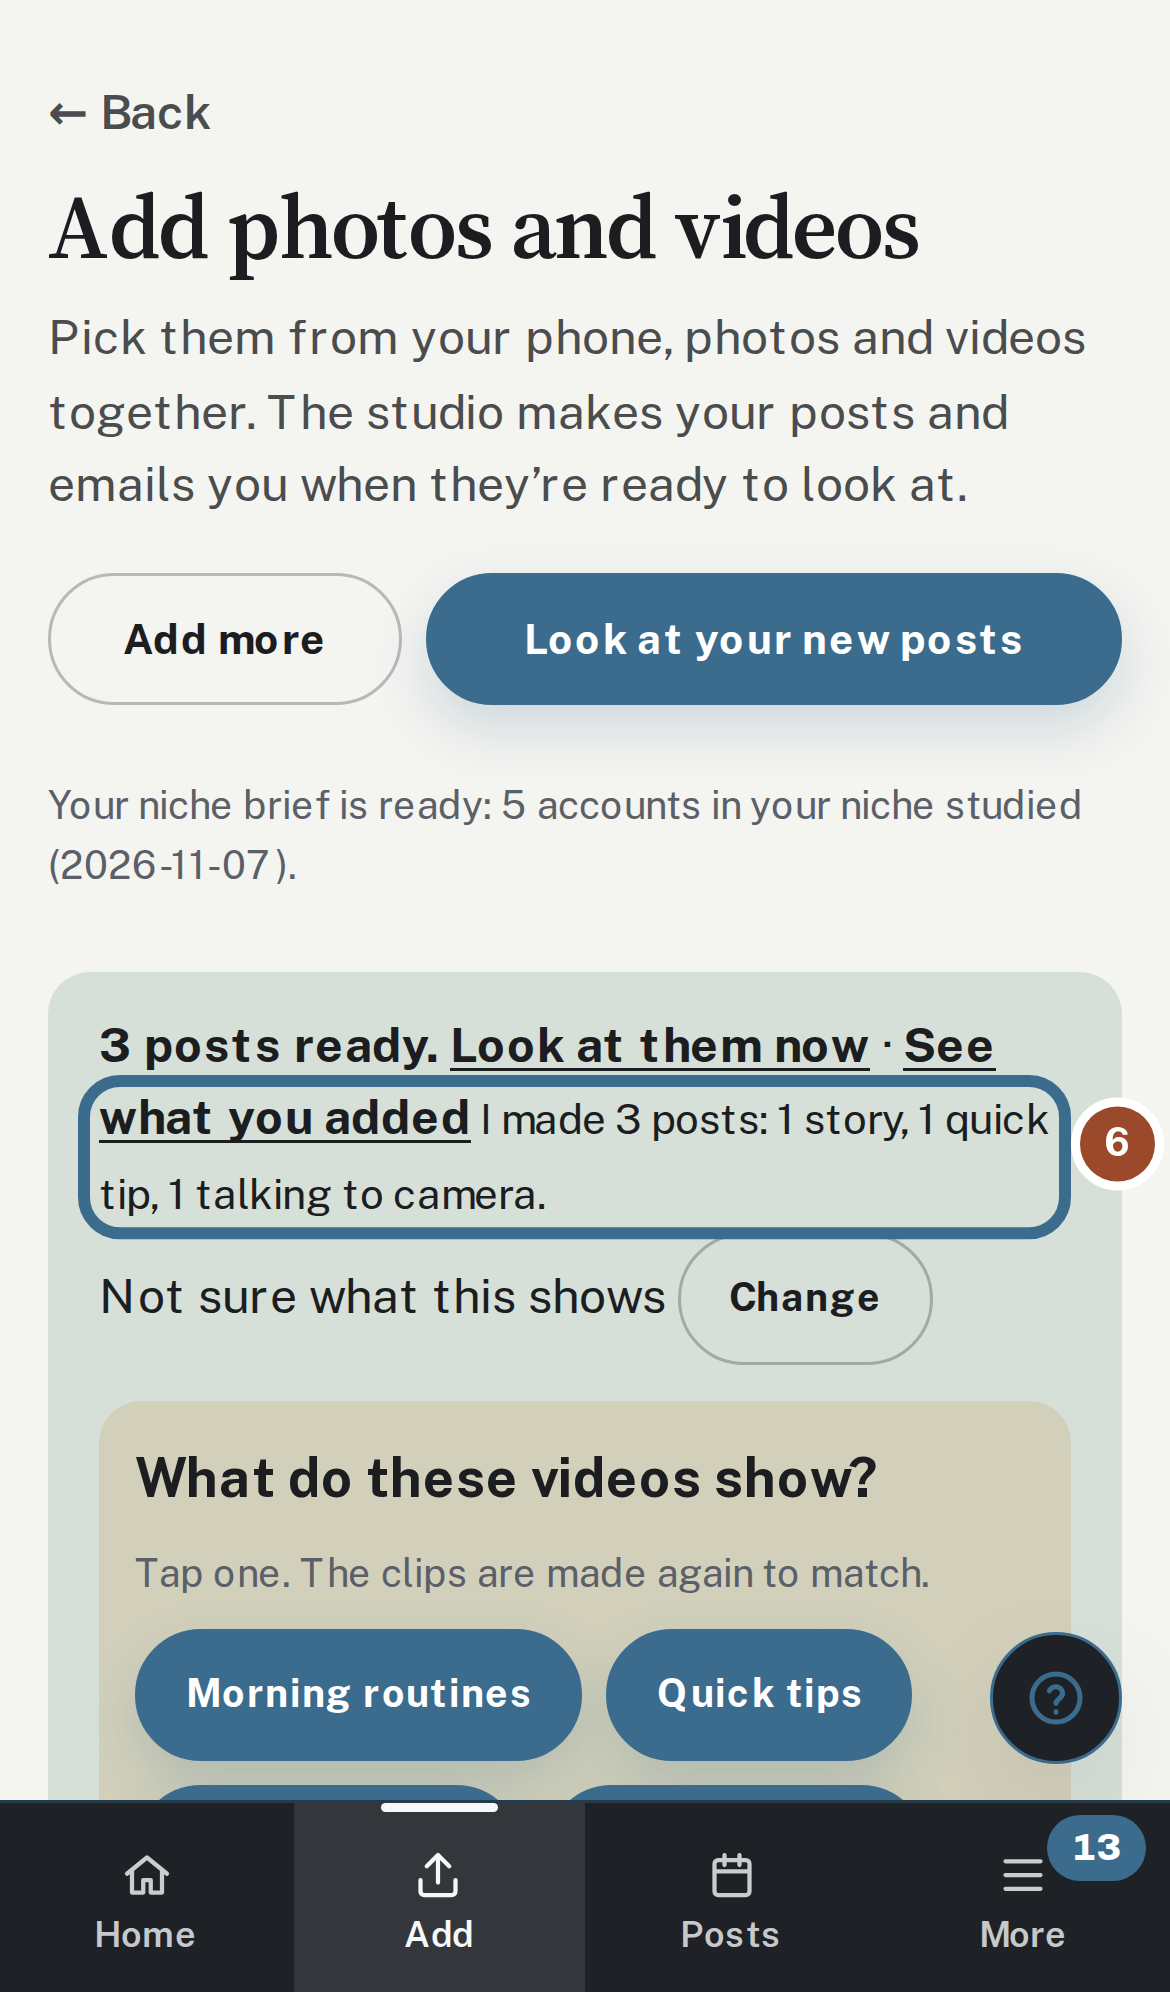 ← Back
Add photos and videos
Pick them from your phone, photos and videos
together. The studio makes your posts and
emails you when they’re ready to look at.
Add more
Look at your new posts
Your niche brief is ready: 5 accounts in your niche studied
(2026-11-07).
3 posts ready. Look at them now · See
what you added I made 3 posts: 1 story, 1 quick
tip, 1 talking to camera.
6
Not sure what this shows
Change
What do these videos show?
Tap one. The clips are made again to match.
Morning routines
Quick tips
?
13
Home
Add
Posts
More